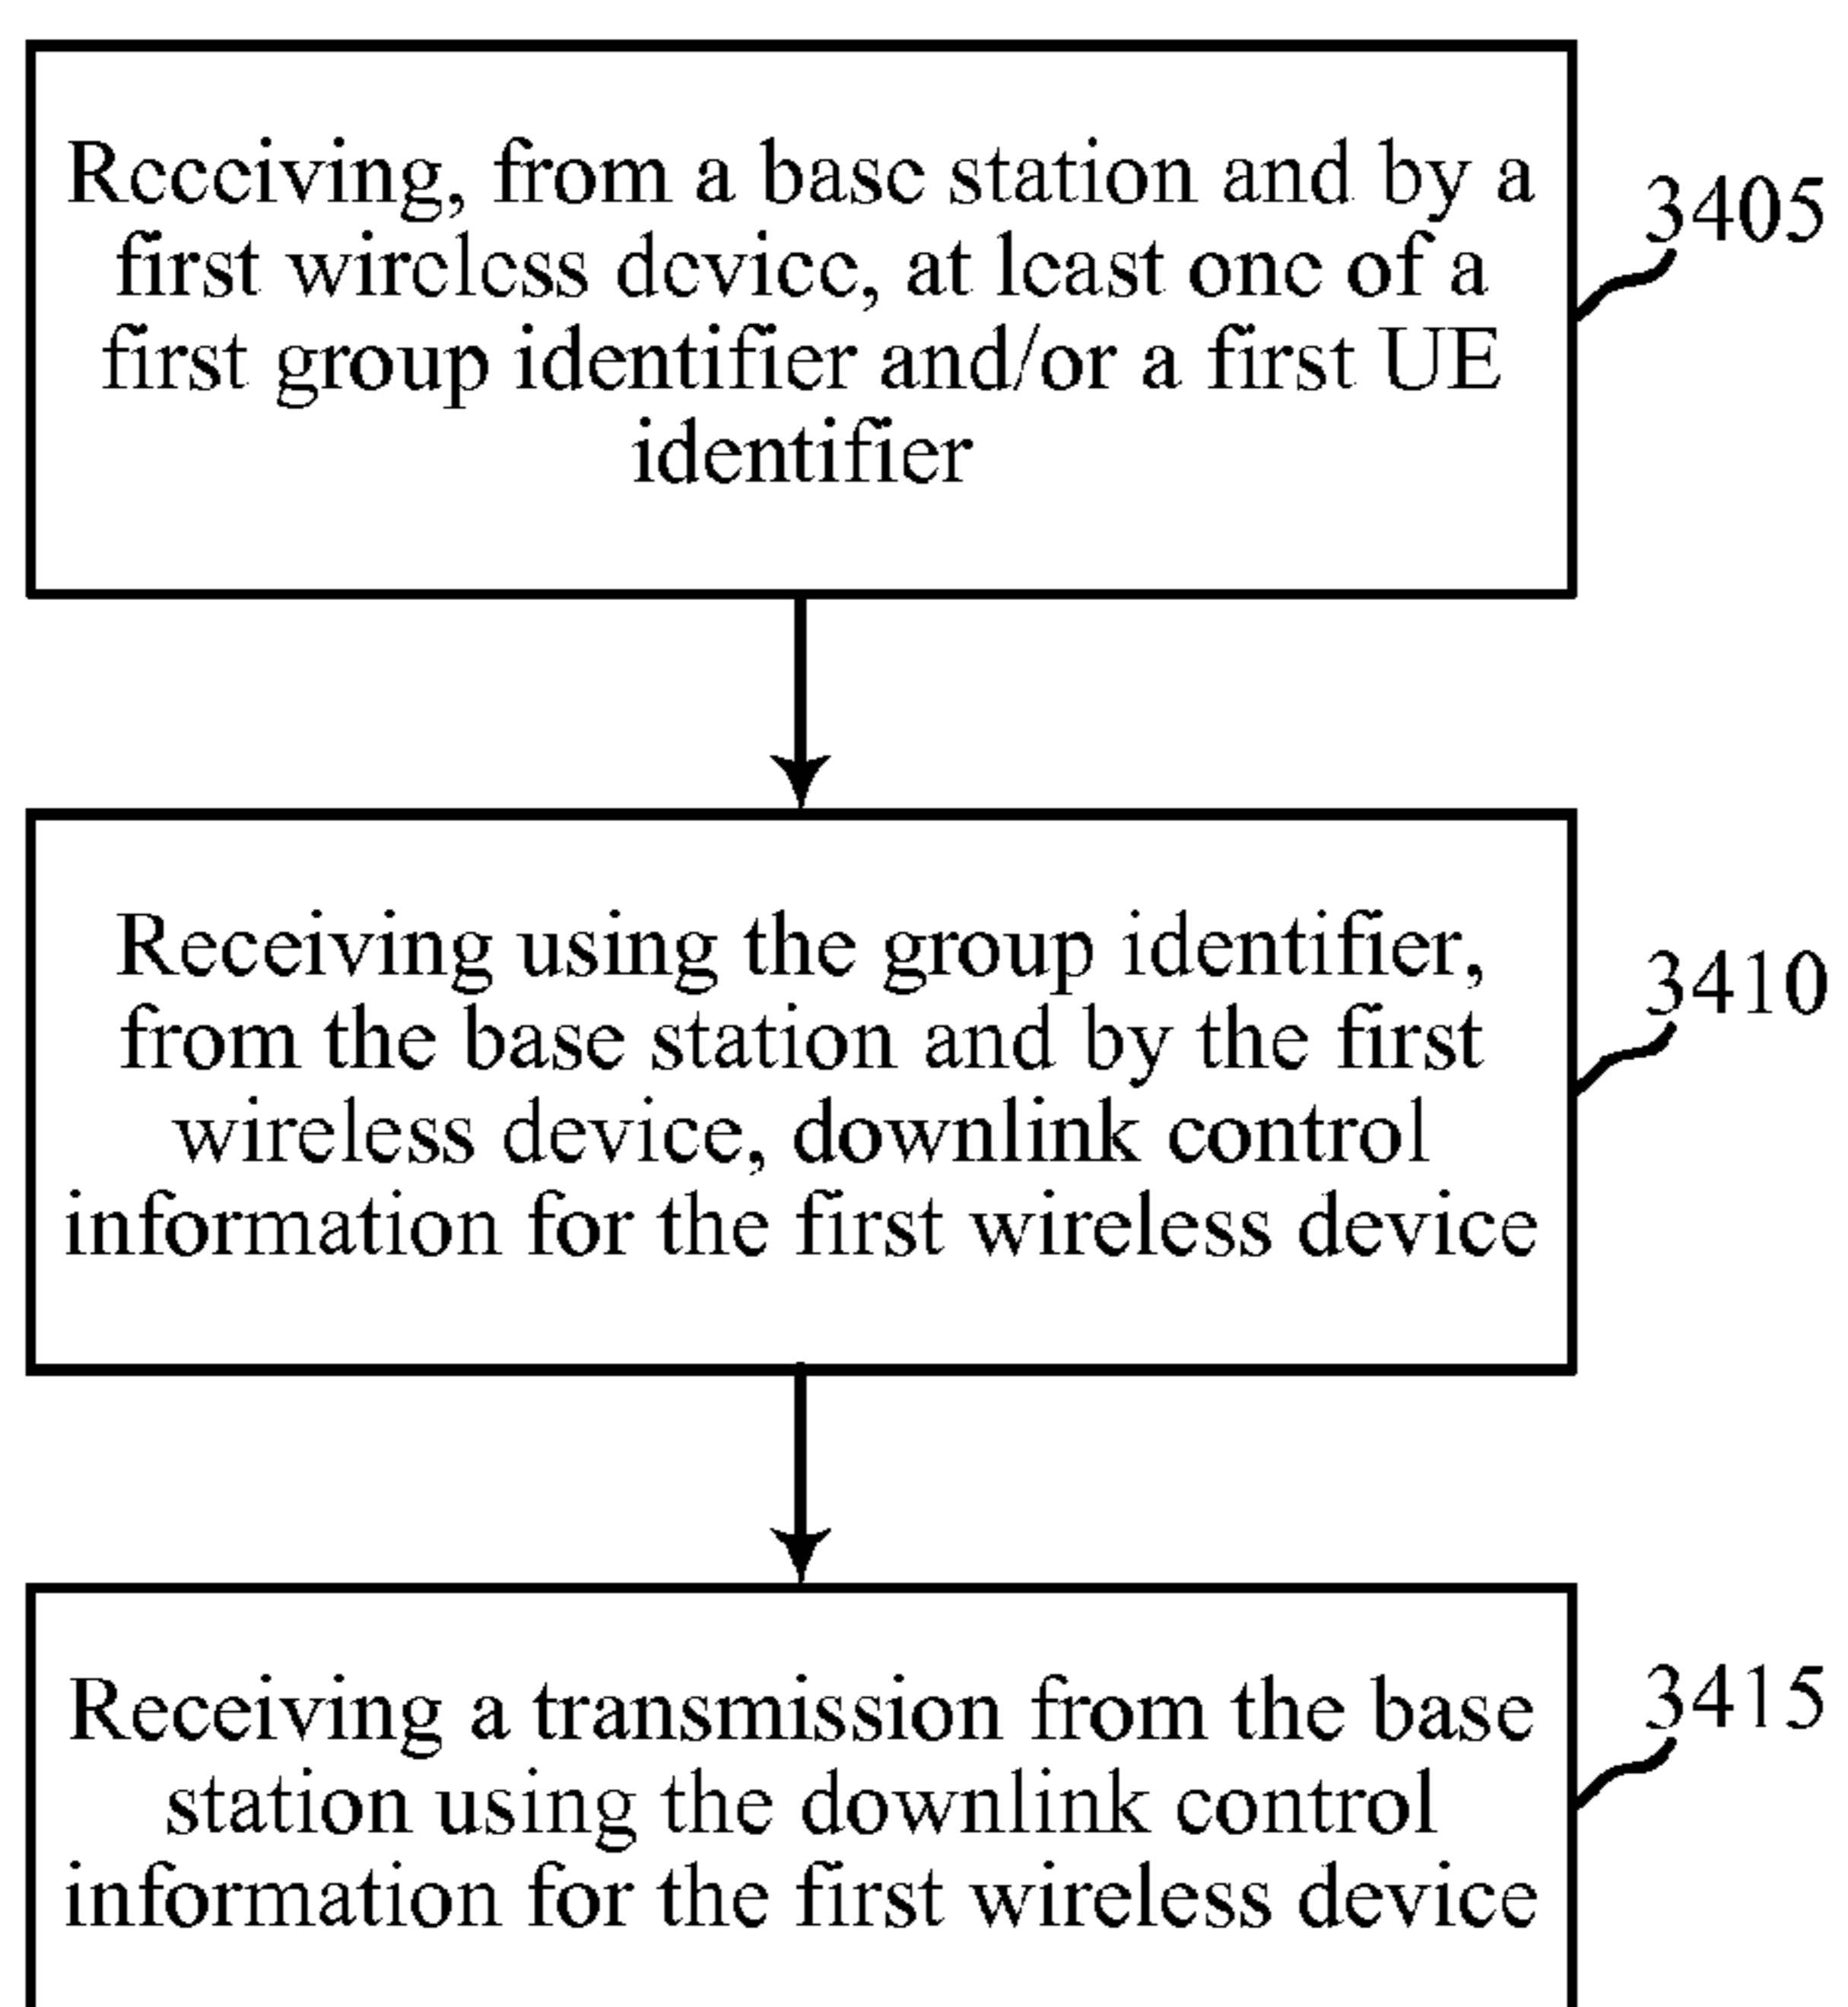 Receiving, from a base station and by a
first wireless device, at least one of a
first group identifier and/or a first UE
identifier
3405
Receiving using the group identifier,
from the base station and by the first
wireless device, downlink control
information for the first wireless device
3410
Receiving a transmission from the base
station using the downlink control
information for the first wireless device
3415